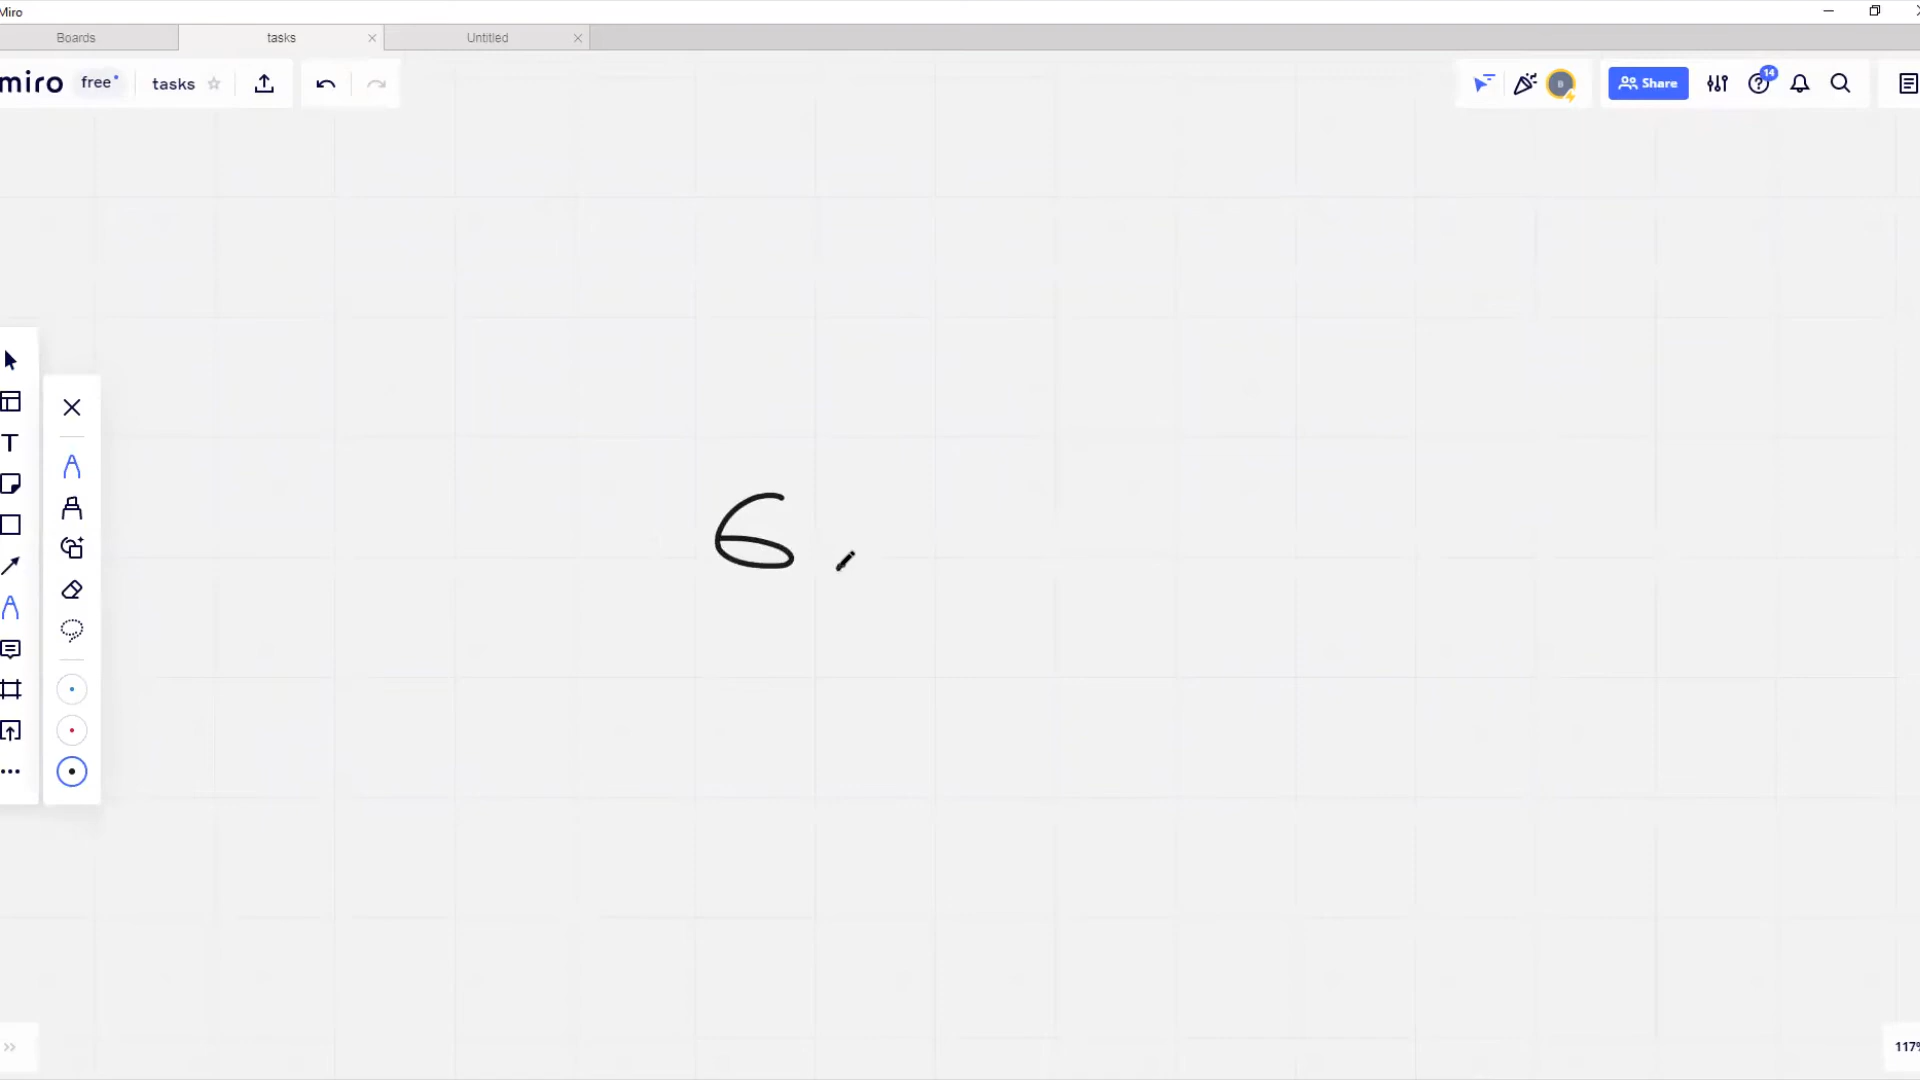 Miro
Boards
tasks
Untitled
miro free
tasks
Share
14
B
6
117%